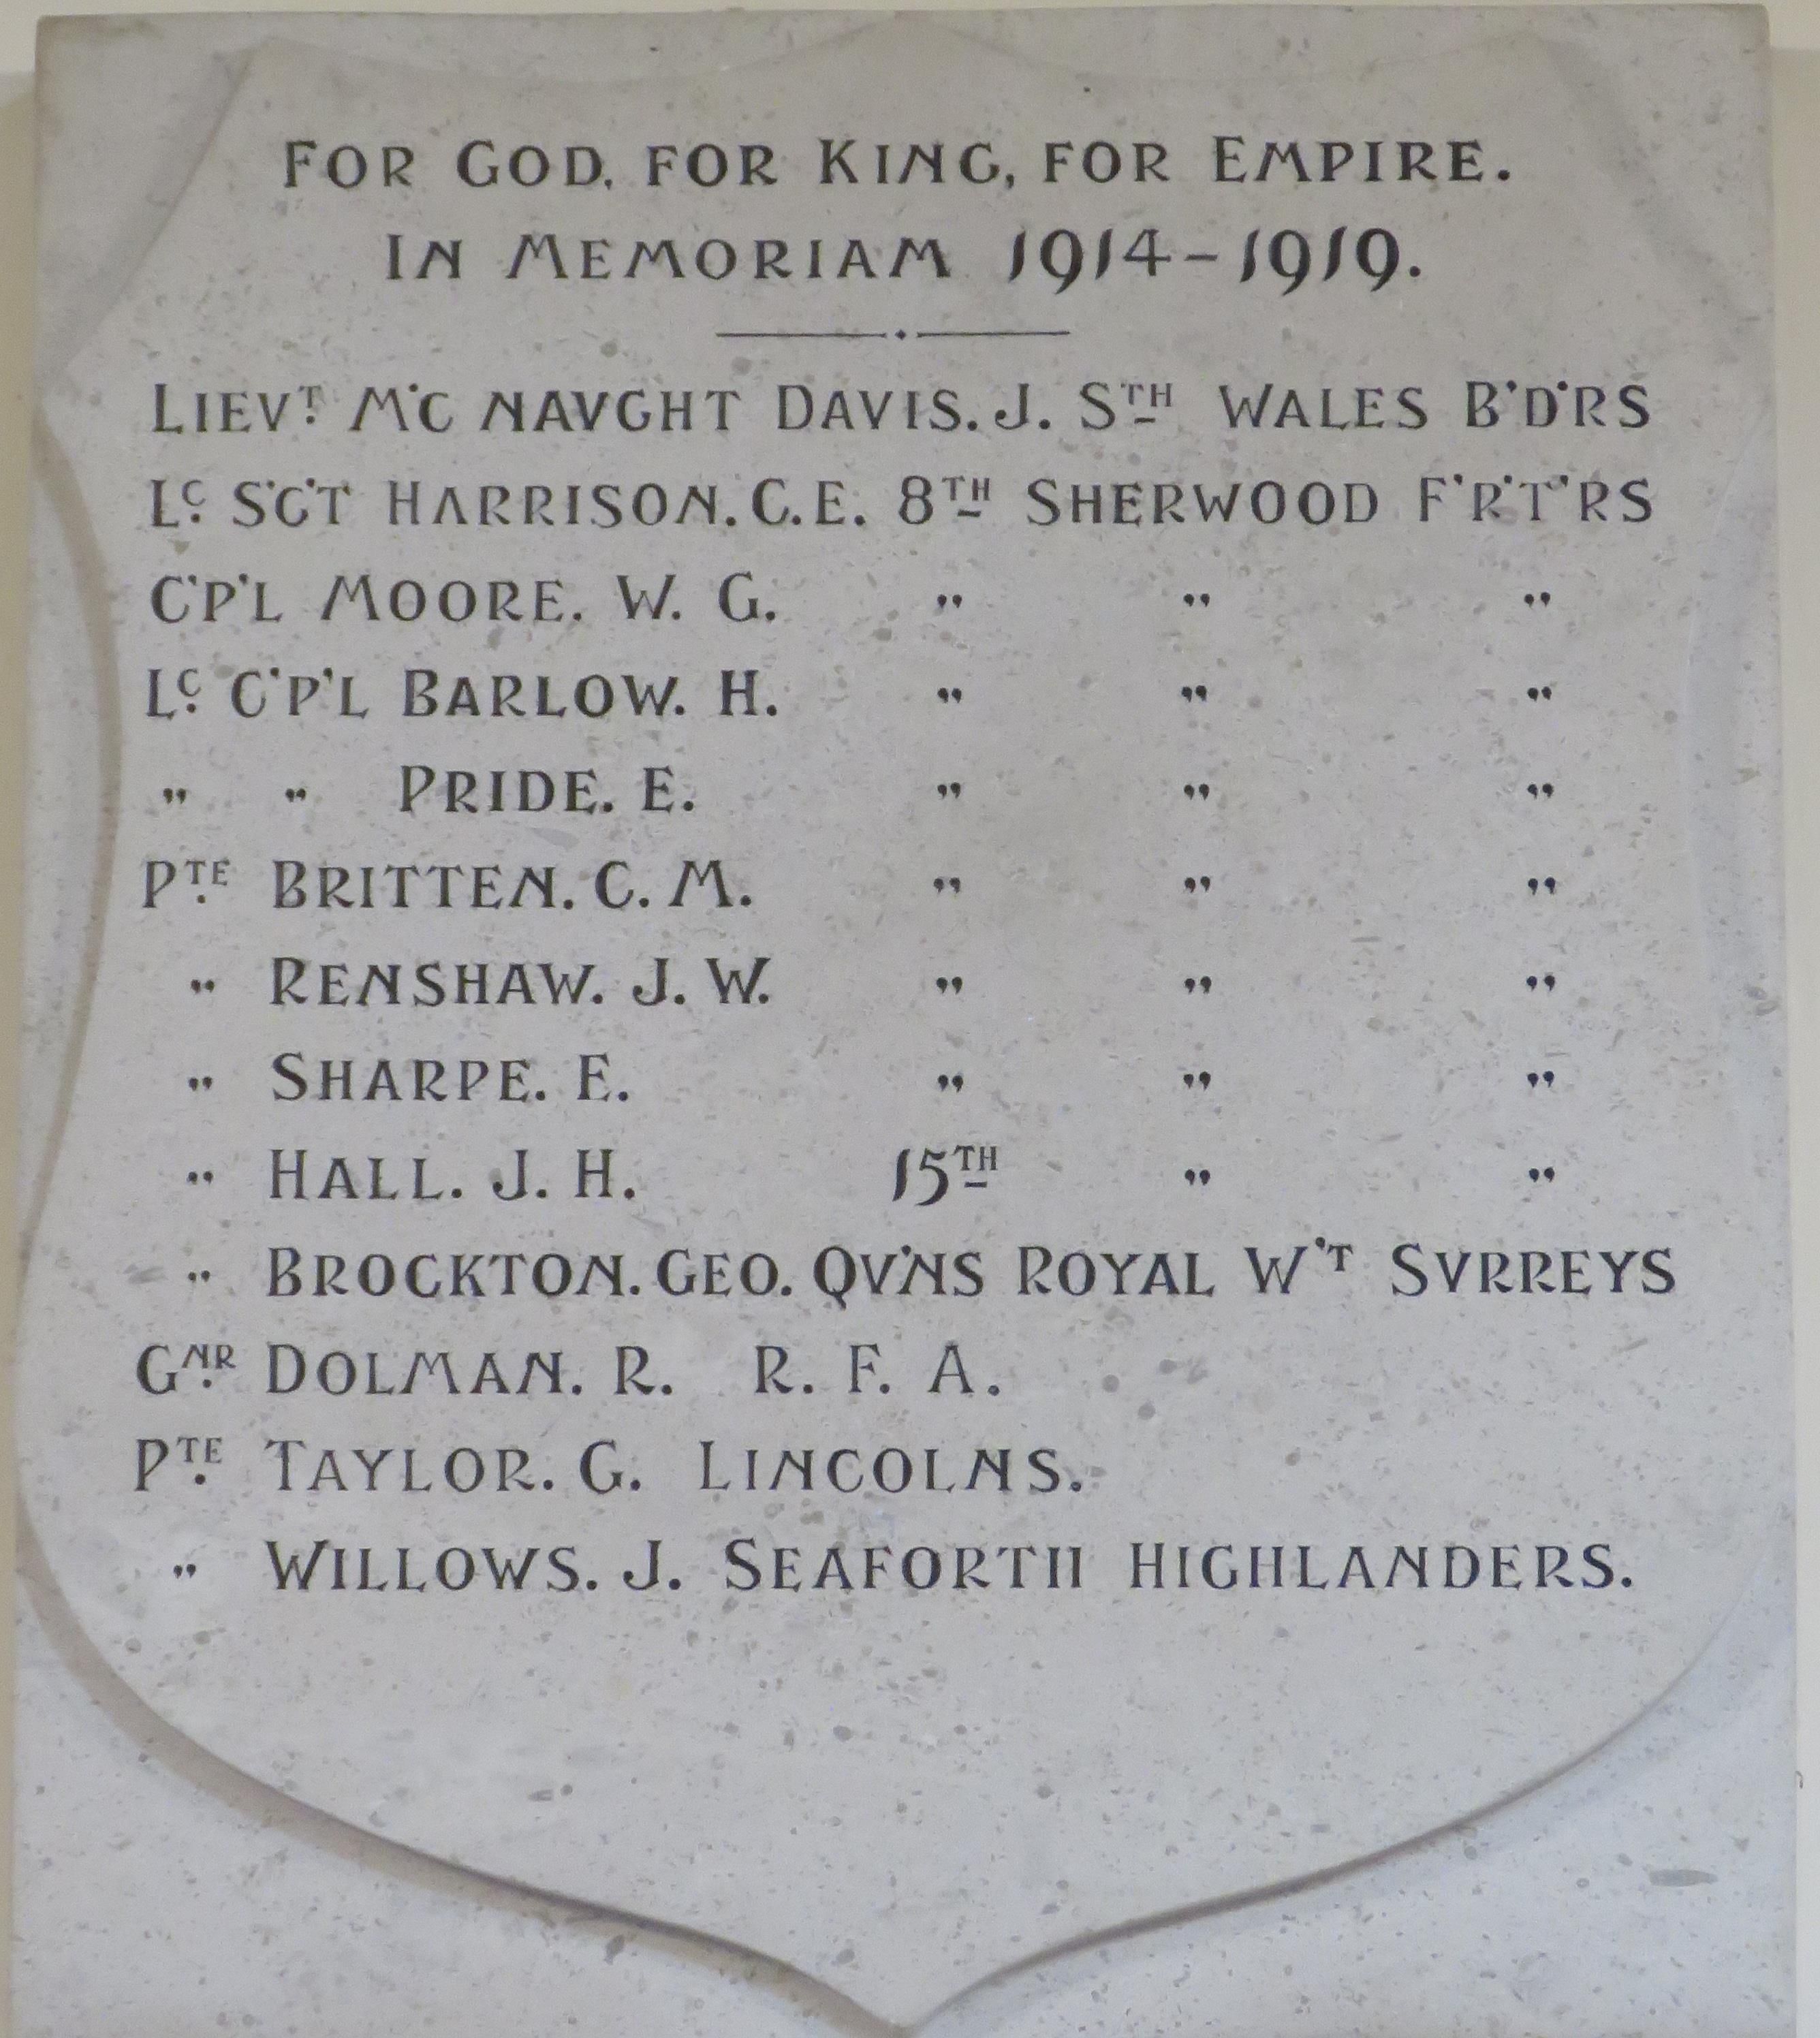 FOR GOD, FOR KING, FOR EMPIRE.
IN MEMORIAM 1914-1919.
LIEVT. M'C NAVGHT DAVIS. J. STH WALES B'D'RS
LC. S'G'T HARRISON. C. E. 8TH SHERWOOD F'R'T'RS
C'P'L MOORE. W. G. " " "
LC. C'P'L BARLOW. H. " " "
" " PRIDE. E. " " "
PTE. BRITTEN. C. M. " " "
" RENSHAW. J. W. " " "
" SHARPE. E. " " "
" HALL. J. H. 15TH " "
" BROCKTON. GEO. QV'NS ROYAL W'T SVRREYS
GNR. DOLMAN. R. R. F. A.
PTE. TAYLOR. G. LINCOLNS.
" WILLOWS. J. SEAFORTH HIGHLANDERS.